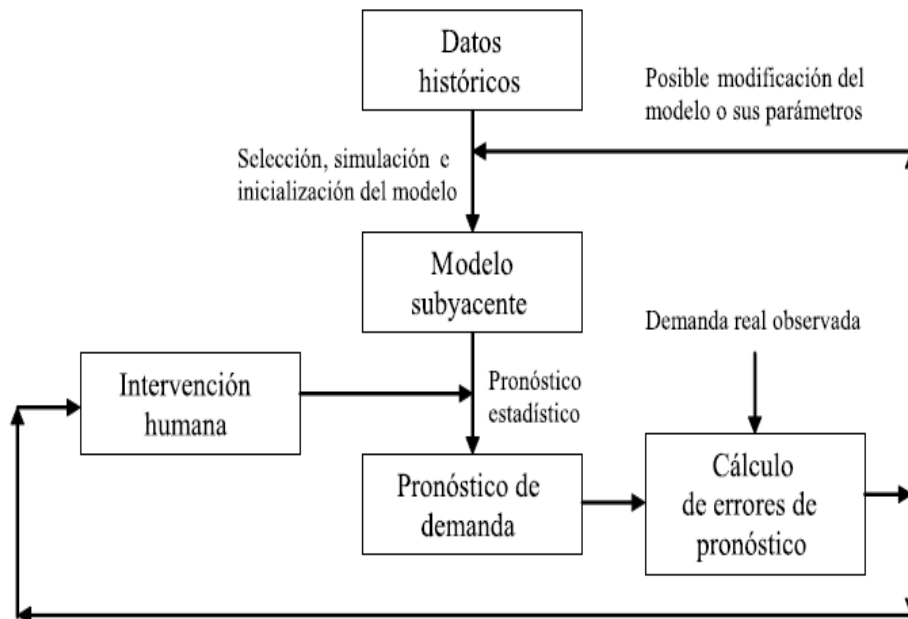 Datos
históricos
Posible modificación del
modelo o sus parámetros
Selección, simulación e
inicialización del modelo
Modelo
subyacente
Demanda real observada
Intervención
humana
Pronóstico
estadístico
Pronóstico de
demanda
Cálculo
de errores de
pronóstico